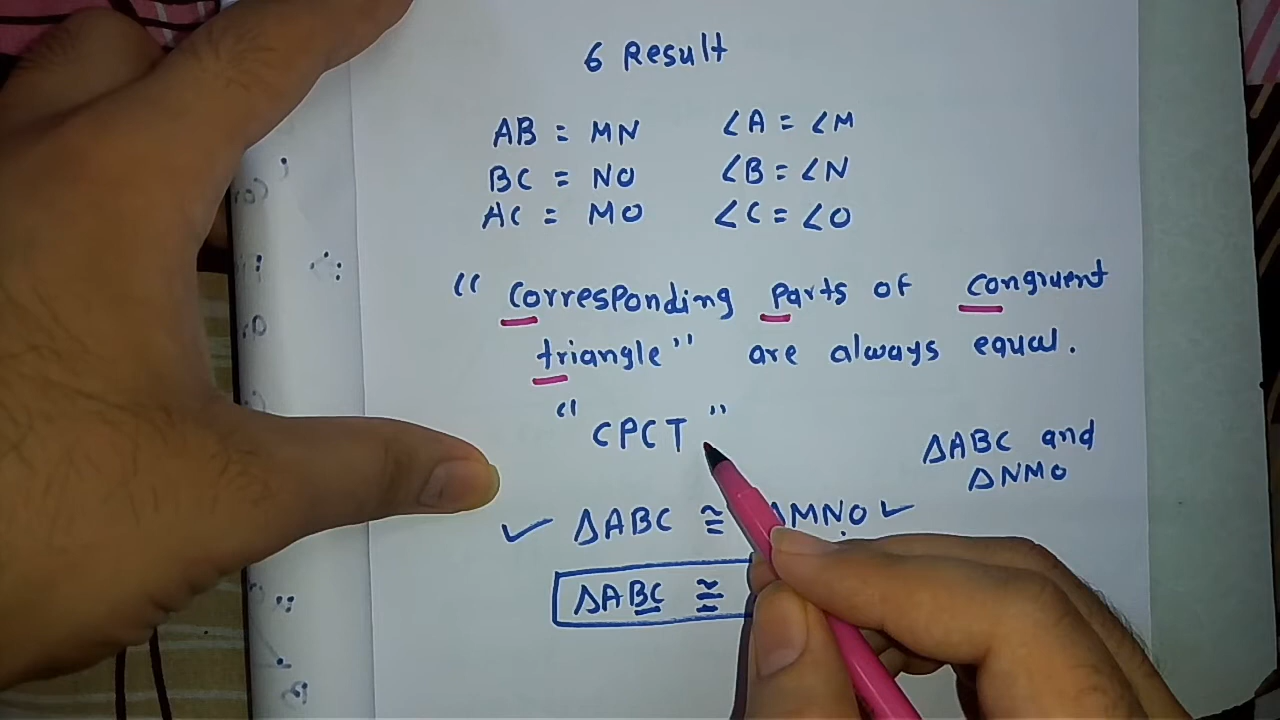 6 Result
AB = MN ∠A = ∠M
BC = NO ∠B = ∠N
AC = MO ∠C = ∠O
"Corresponding parts of congruent
triangle" are always equal.
"CPCT"
ΔABC and
ΔNMO
✓ ΔABC ≅ ΔMNO ✓
ΔABC ≅